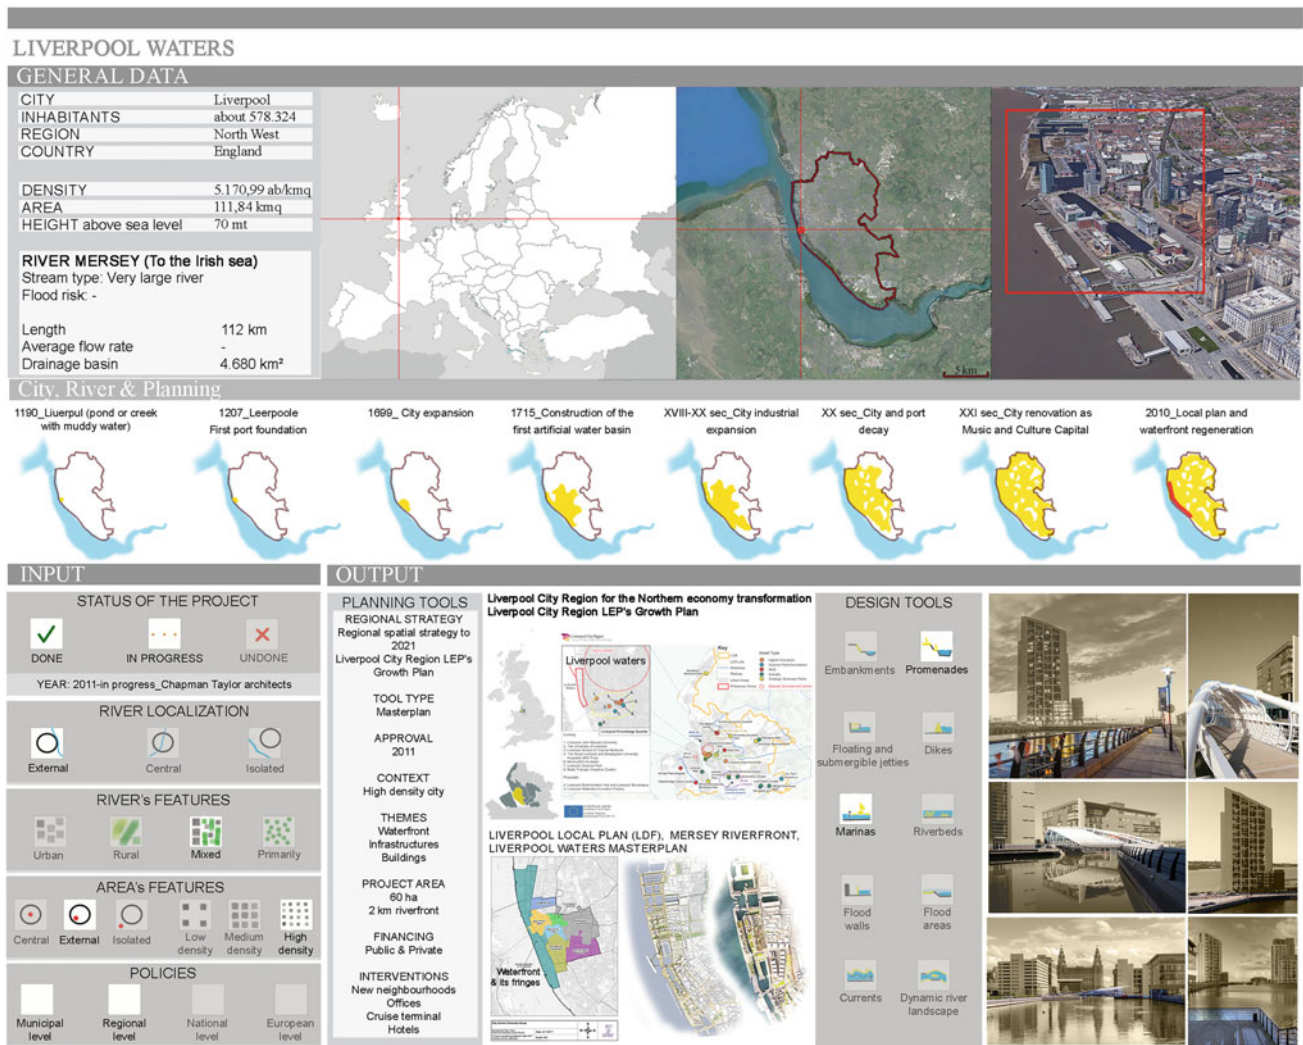 LIVERPOOL WATERS
GENERAL DATA
CITY Liverpool
INHABITANTS about 578.324
REGION North West
COUNTRY England
DENSITY 5.170,99 ab/kmq
AREA 111,84 kmq
HEIGHT above sea level 70 mt
RIVER MERSEY (To the Irish sea)
Stream type: Very large river
Flood risk: -
Length 112 km
Average flow rate -
Drainage basin 4.680 km²
5 km
City, River & Planning
1190_Liuerpul (pond or creek
with muddy water)
1207_Leerpoole
First port foundation
1699_ City expansion
1715_Construction of the
first artificial water basin
XVIII-XX sec_City industrial
expansion
XX sec_City and port
decay
XXI sec_City renovation as
Music and Culture Capital
2010_Local plan and
waterfront regeneration
INPUT
STATUS OF THE PROJECT
DONE IN PROGRESS UNDONE
YEAR: 2011-in progress_Chapman Taylor architects
RIVER LOCALIZATION
External Central Isolated
RIVER's FEATURES
Urban Rural Mixed Primarily
AREA's FEATURES
Central External Isolated Low density Medium density High density
POLICIES
Municipal level Regional level National level European level
OUTPUT
PLANNING TOOLS
REGIONAL STRATEGY
Regional spatial strategy to
2021
Liverpool City Region LEP's
Growth Plan
TOOL TYPE
Masterplan
APPROVAL
2011
CONTEXT
High density city
THEMES
Waterfront
Infrastructures
Buildings
PROJECT AREA
60 ha
2 km riverfront
FINANCING
Public & Private
INTERVENTIONS
New neighbourhoods
Offices
Cruise terminal
Hotels
Liverpool City Region for the Northern economy transformation
Liverpool City Region LEP's Growth Plan
Liverpool waters
Key
LIVERPOOL LOCAL PLAN (LDF), MERSEY RIVERFRONT,
LIVERPOOL WATERS MASTERPLAN
Waterfront
& its fringes
DESIGN TOOLS
Embankments Promenades
Floating and
submergible jetties
Dikes
Marinas Riverbeds
Flood
walls
Flood
areas
Currents
Dynamic river
landscape